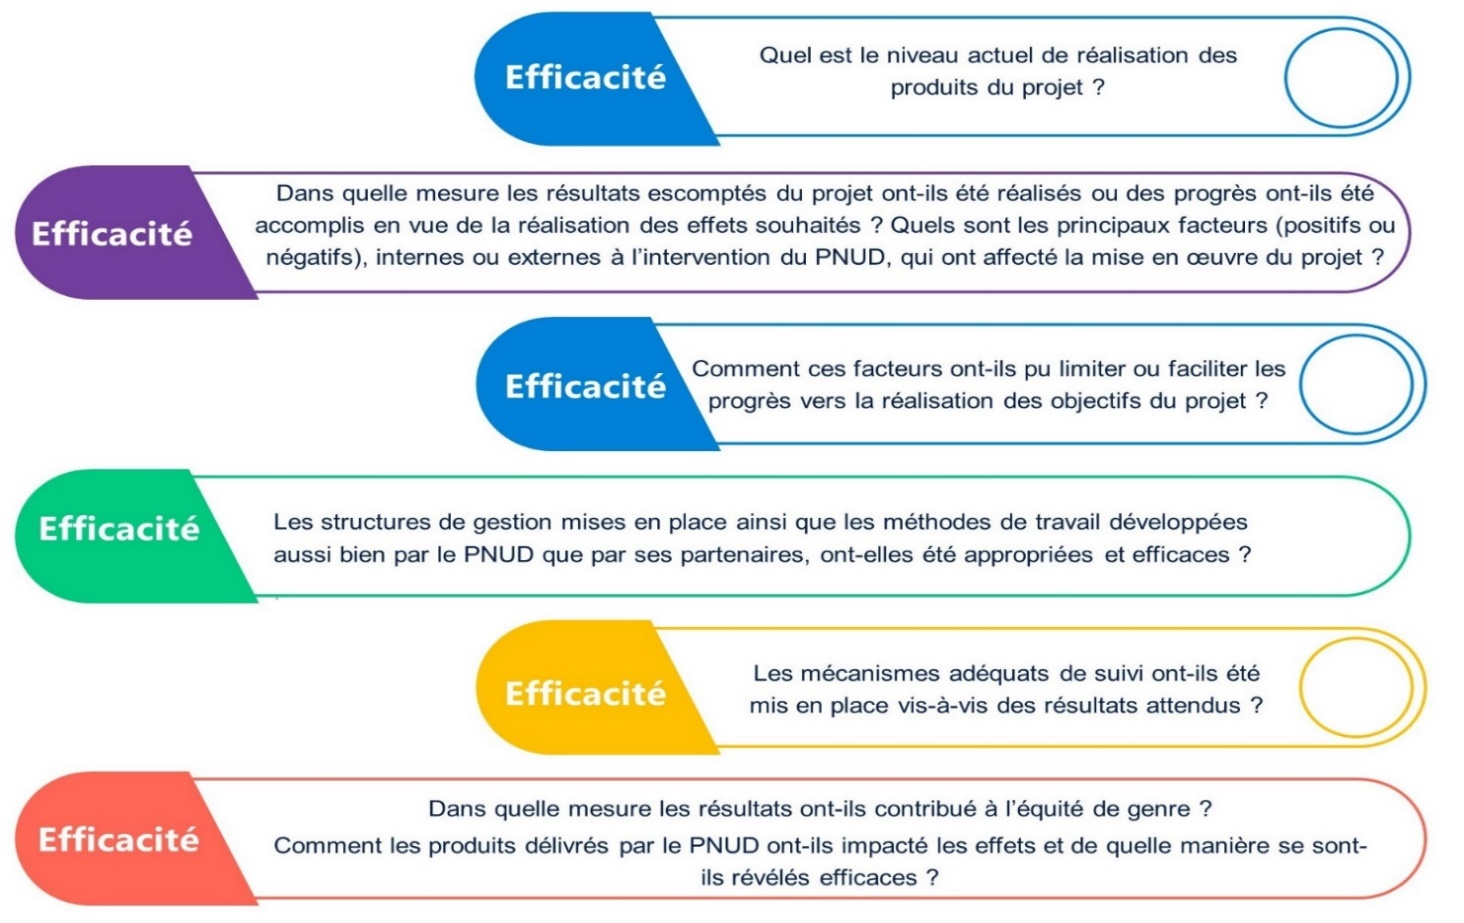 Efficacité
Quel est le niveau actuel de réalisation des
produits du projet ?
Efficacité
Dans quelle mesure les résultats escomptés du projet ont-ils été réalisés ou des progrès ont-ils été
accomplis en vue de la réalisation des effets souhaités ? Quels sont les principaux facteurs (positifs ou
négatifs), internes ou externes à l'intervention du PNUD, qui ont affecté la mise en œuvre du projet ?
Efficacité
Comment ces facteurs ont-ils pu limiter ou faciliter les
progrès vers la réalisation des objectifs du projet ?
Efficacité
Les structures de gestion mises en place ainsi que les méthodes de travail développées
aussi bien par le PNUD que par ses partenaires, ont-elles été appropriées et efficaces ?
Efficacité
Les mécanismes adéquats de suivi ont-ils été
mis en place vis-à-vis des résultats attendus ?
Efficacité
Dans quelle mesure les résultats ont-ils contribué à l'équité de genre ?
Comment les produits délivrés par le PNUD ont-ils impacté les effets et de quelle manière se sont-
ils révélés efficaces ?